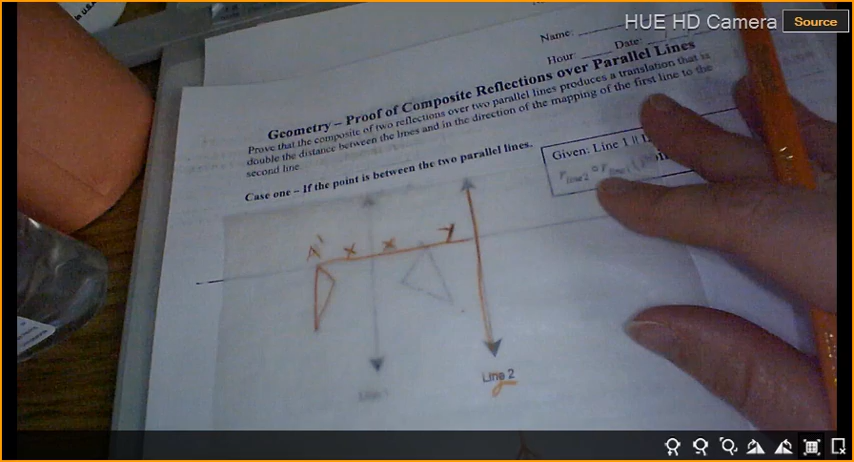 HUE HD Camera
Source
Name:
Hour: Date:
Geometry – Proof of Composite Reflections over Parallel Lines
Prove that the composite of two reflections over two parallel lines produces a translation that is
double the distance between the lines and in the direction of the mapping of the first line to the
second line.
Case one – If the point is between the two parallel lines.
Given: Line 1 ||
A' x x y
Line 2